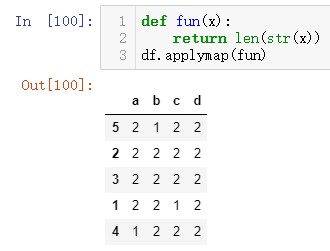 In [100]:
1 def fun(x):
2     return len(str(x))
3 df.applymap(fun)
Out[100]:
a b c d
5 2 1 2 2
2 2 2 2 2
3 2 2 2 2
1 2 2 1 2
4 1 2 2 2